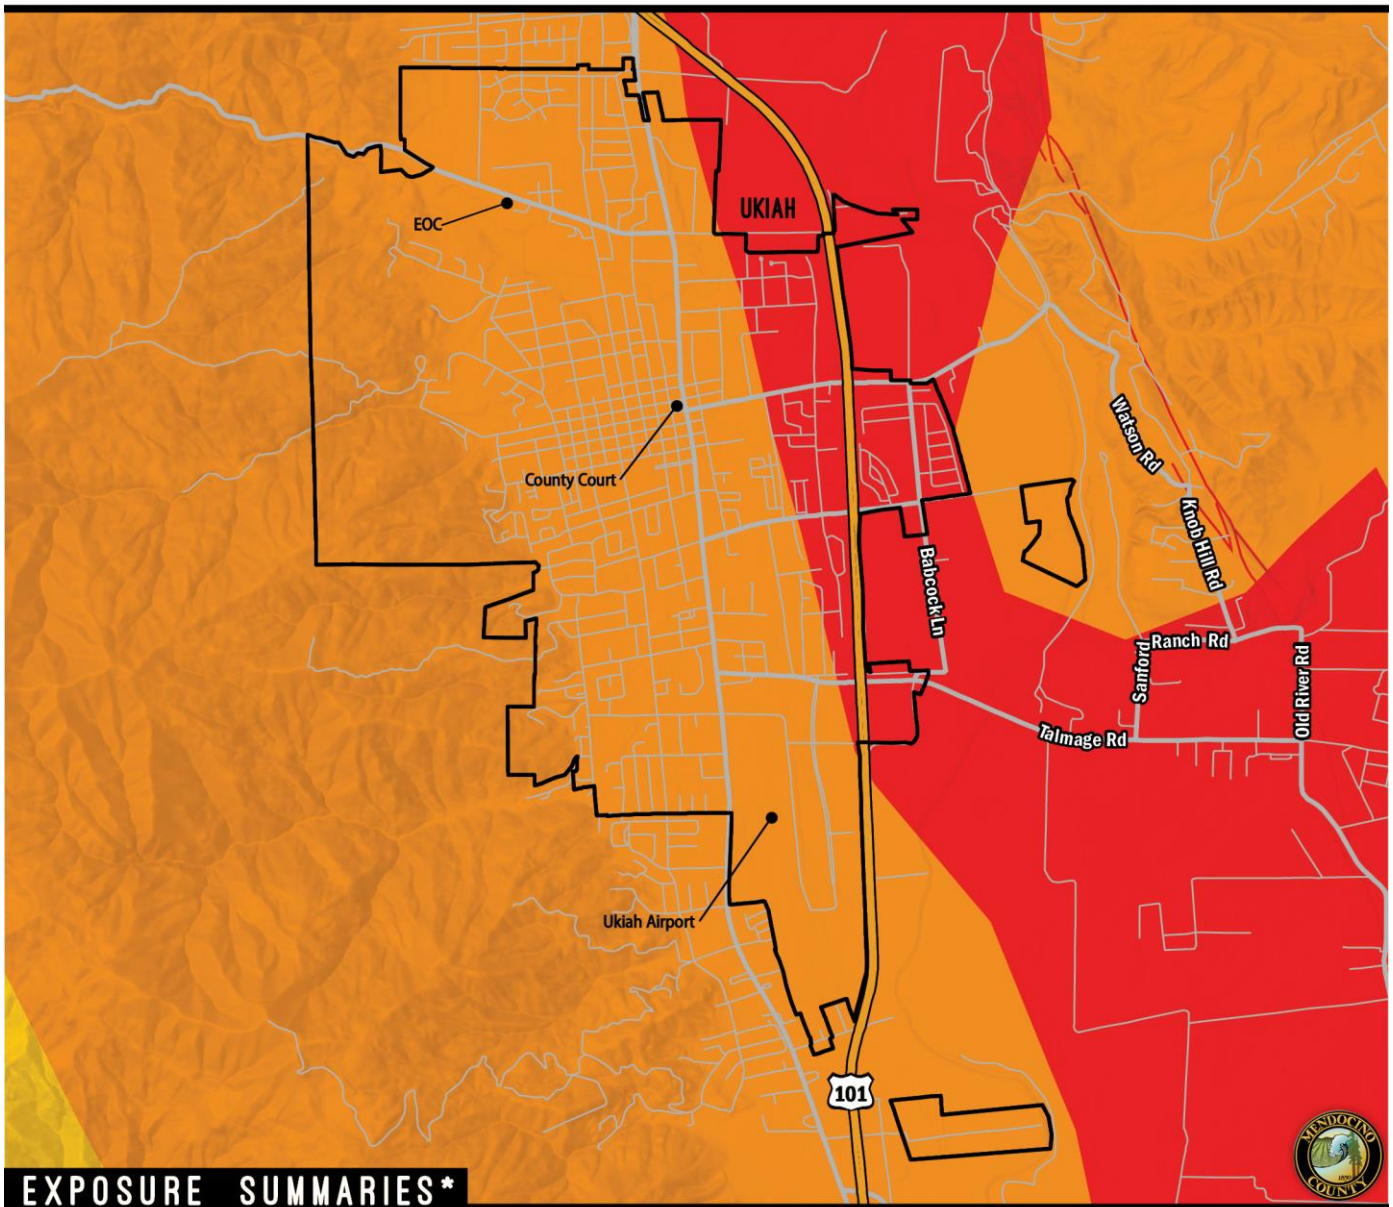 UKIAH
EOC
County Court
Watson Rd
Knob Hill Rd
Babcock Ln
Ranch Rd
Sanford
Old River Rd
Talmage Rd
Ukiah Airport
101
MENDOCINO
COUNTY
EXPOSURE SUMMARIES*